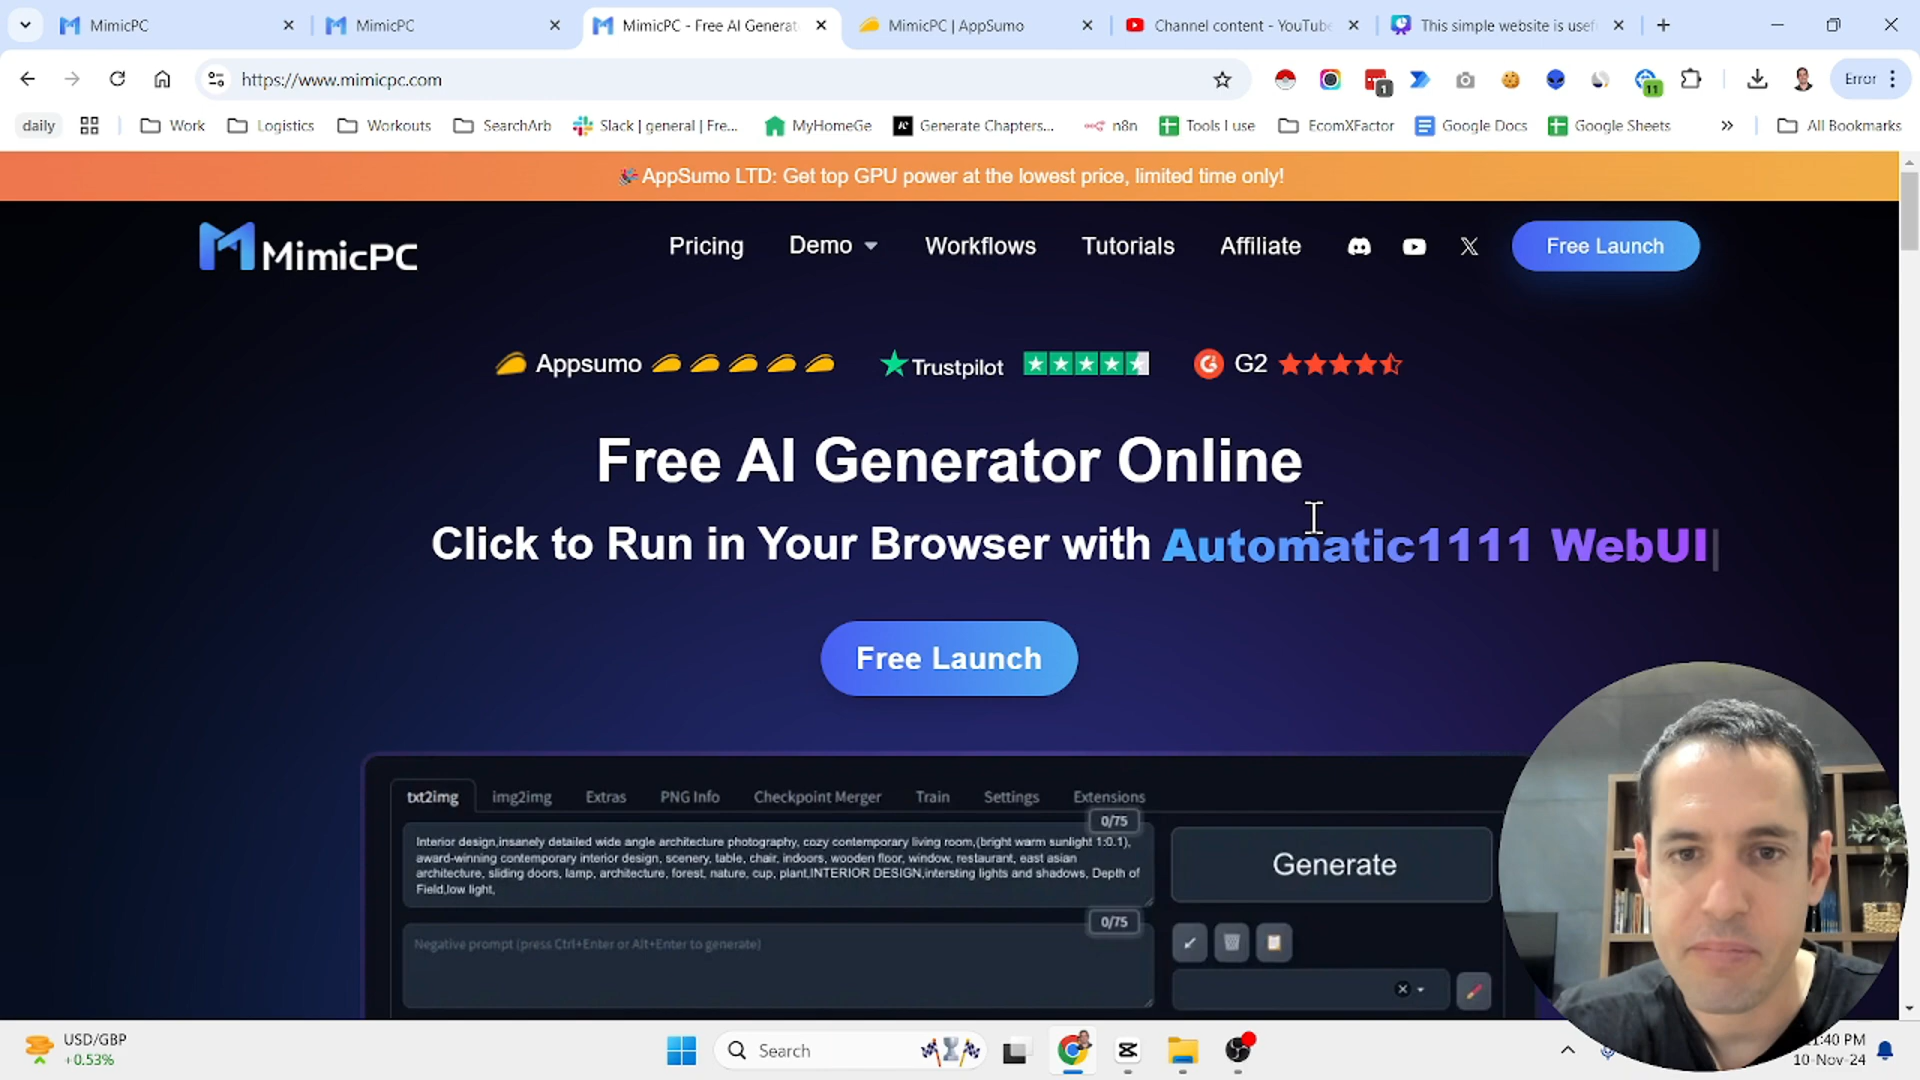 MimicPC
MimicPC
MimicPC - Free AI Generat
MimicPC | AppSumo
Channel content - YouTube
This simple website is usef
https://www.mimicpc.com
1
11
Error
daily
Work
Logistics
Workouts
SearchArb
Slack | general | Fre...
MyHomeGe
Generate Chapters...
n8n
Tools I use
EcomXFactor
Google Docs
Google Sheets
All Bookmarks
AppSumo LTD: Get top GPU power at the lowest price, limited time only!
MimicPC
Pricing
Demo
Workflows
Tutorials
Affiliate
Free Launch
Appsumo
Trustpilot
G2
Free AI Generator Online
Click to Run in Your Browser with Automatic1111 WebUI
Free Launch
txt2img
img2img
Extras
PNG Info
Checkpoint Merger
Train
Settings
Extensions
0/75
Interior design,insanely detailed wide angle architecture photography, cozy contemporary living room,(bright warm sunlight 1:0.1),
award-winning contemporary interior design, scenery, table, chair, indoors, wooden floor, window, restaurant, east asian
architecture, sliding doors, lamp, architecture, forest, nature, cup, plant,INTERIOR DESIGN,intersting lights and shadows, Depth of
Field,low light,
Generate
0/75
Negative prompt (press Ctrl+Enter or Alt+Enter to generate)
USD/GBP
+0.53%
Search
:40 PM
10-Nov-24